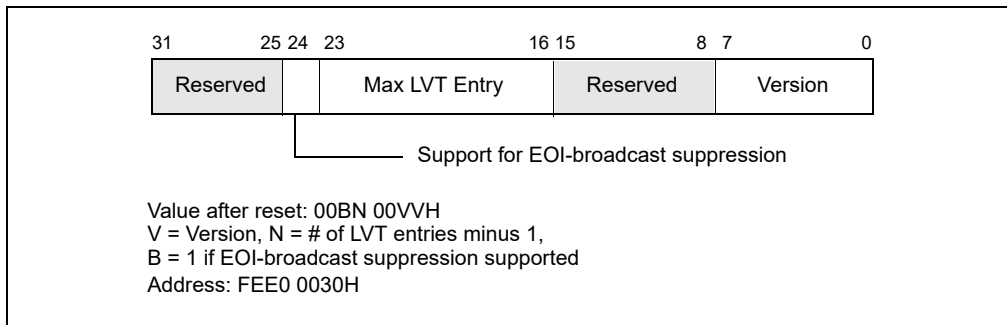 31 25 24 23 16 15 8 7 0
Reserved Max LVT Entry Reserved Version
Support for EOI-broadcast suppression
Value after reset: 00BN 00VVH
V = Version, N = # of LVT entries minus 1,
B = 1 if EOI-broadcast suppression supported
Address: FEE0 0030H